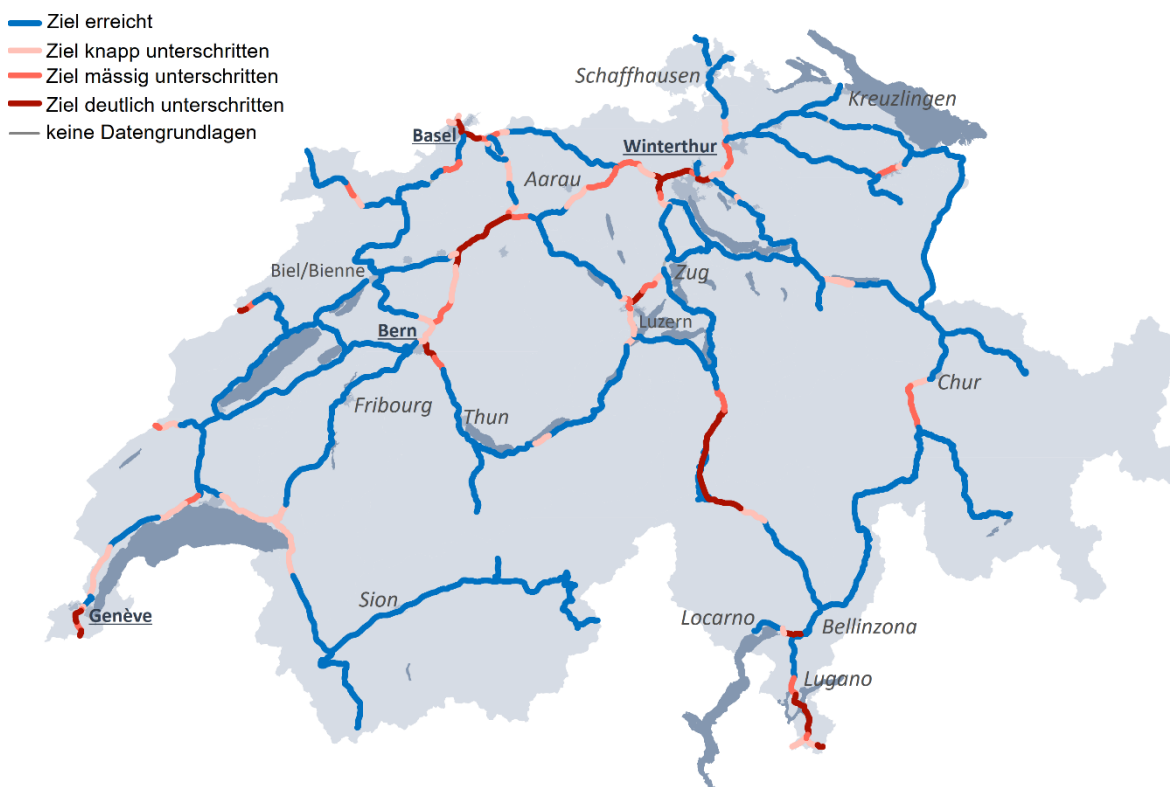 Ziel erreicht
Ziel knapp unterschritten
Ziel mässig unterschritten
Ziel deutlich unterschritten
keine Datengrundlagen
Schaffhausen
Kreuzlingen
Basel
Winterthur
Aarau
Biel/Bienne
Zug
Luzern
Bern
Chur
Fribourg
Thun
Sion
Genève
Locarno
Bellinzona
Lugano